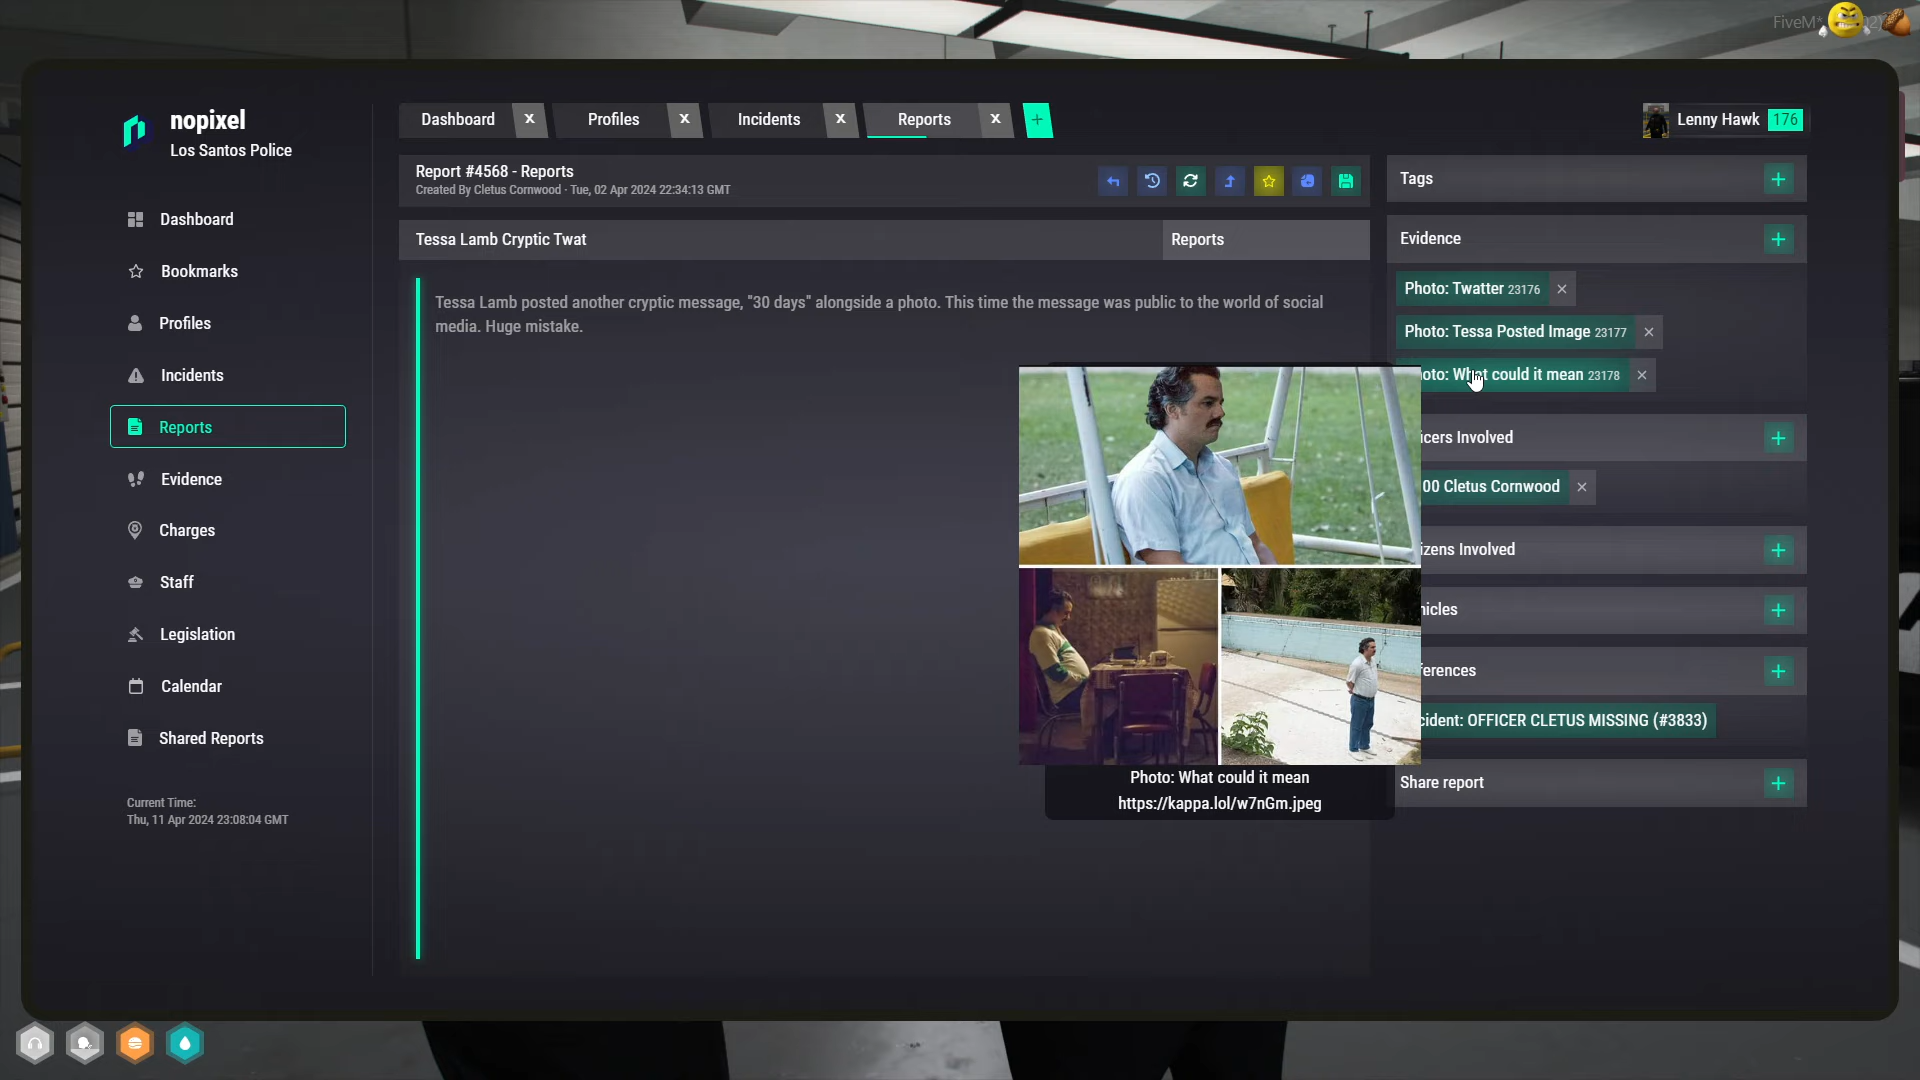 FiveM*
nopixel
Los Santos Police
Dashboard
Bookmarks
Profiles
Incidents
Reports
Evidence
Charges
Staff
Legislation
Calendar
Shared Reports
Current Time:
Thu, 11 Apr 2024 23:08:04 GMT
Dashboard x Profiles x Incidents x Reports x +
Lenny Hawk 176
Report #4568 - Reports
Created By Cletus Cornwood · Tue, 02 Apr 2024 22:34:13 GMT
Tessa Lamb Cryptic Twat Reports
Tessa Lamb posted another cryptic message, "30 days" alongside a photo. This time the message was public to the world of social
media. Huge mistake.
Photo: What could it mean
https://kappa.lol/w7nGm.jpeg
Tags +
Evidence +
Photo: Twatter 23176 ×
Photo: Tessa Posted Image 23177 ×
oto: What could it mean 23178 ×
icers Involved +
00 Cletus Cornwood ×
izens Involved +
hicles +
ferences +
cident: OFFICER CLETUS MISSING (#3833)
Share report +